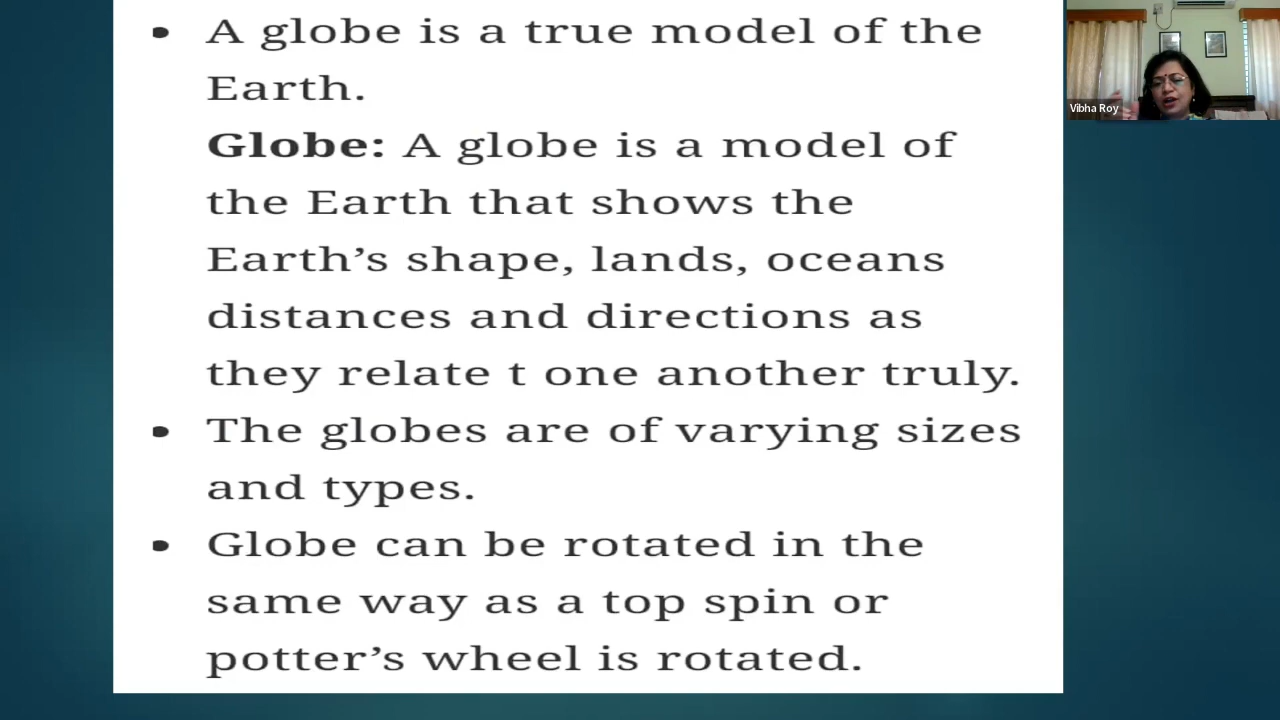 • A globe is a true model of the
Earth.
Globe: A globe is a model of
the Earth that shows the
Earth’s shape, lands, oceans
distances and directions as
they relate t one another truly.
• The globes are of varying sizes
and types.
• Globe can be rotated in the
same way as a top spin or
potter’s wheel is rotated.
Vibha Roy